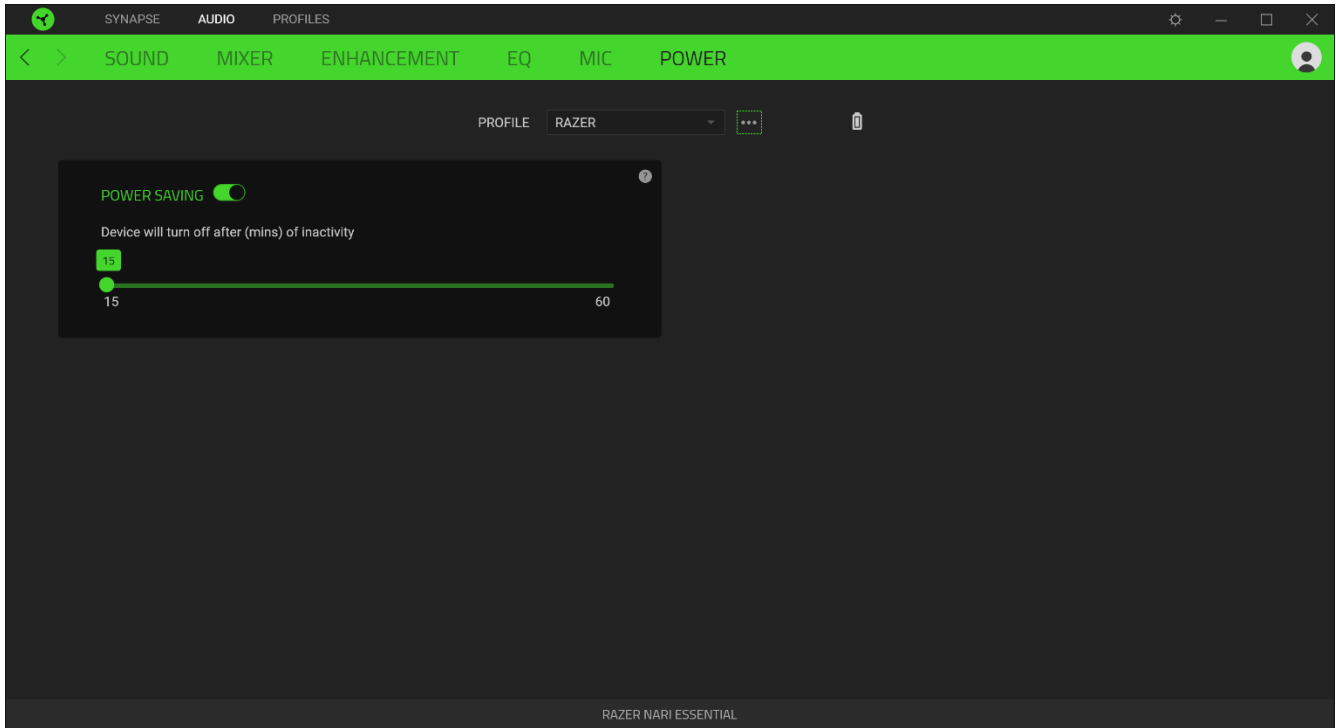 SYNAPSE AUDIO PROFILES
SOUND MIXER ENHANCEMENT EQ MIC POWER
PROFILE RAZER
POWER SAVING
Device will turn off after (mins) of inactivity
15
15 60
RAZER NARI ESSENTIAL